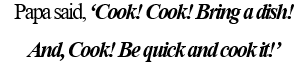 Papa said, ‘Cook! Cook! Bring a dish!
And, Cook! Be quick and cook it!’